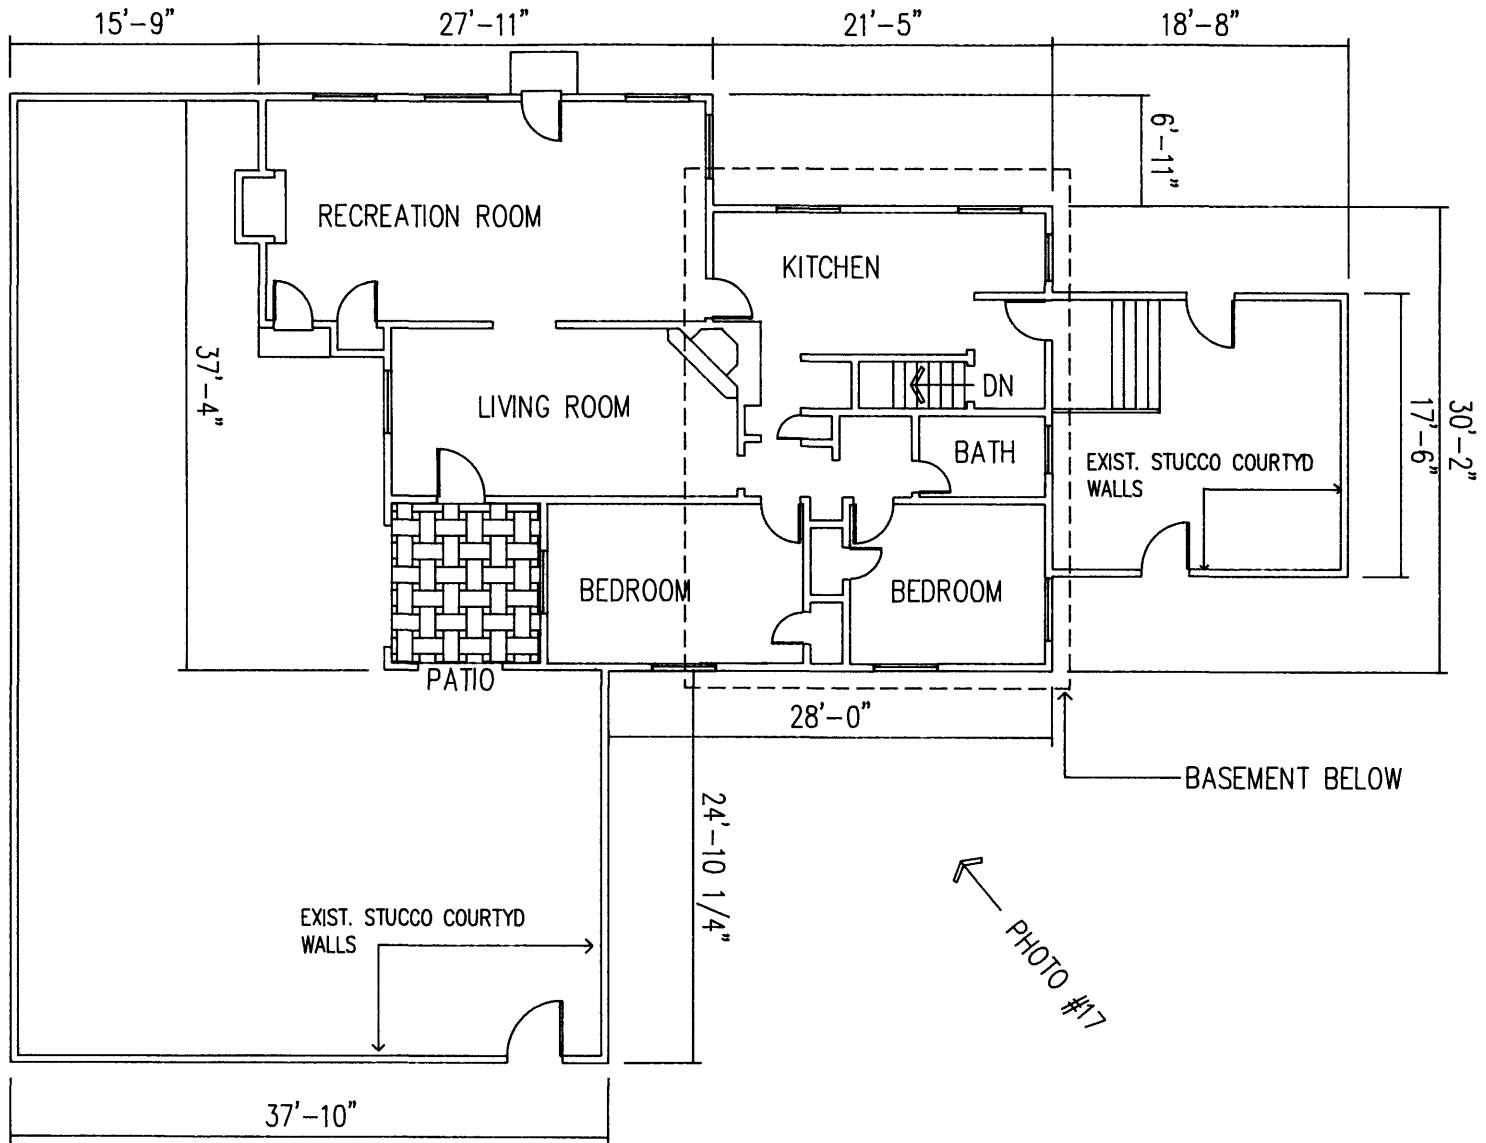 15'-9"
27'-11"
21'-5"
18'-8"
6'-11"
RECREATION ROOM
KITCHEN
37'-4"
LIVING ROOM
DN
BATH
EXIST. STUCCO COURTYD
WALLS
17'-6"
30'-2"
BEDROOM
BEDROOM
PATIO
28'-0"
BASEMENT BELOW
24'-10 1/4"
EXIST. STUCCO COURTYD
WALLS
PHOTO #17
37'-10"